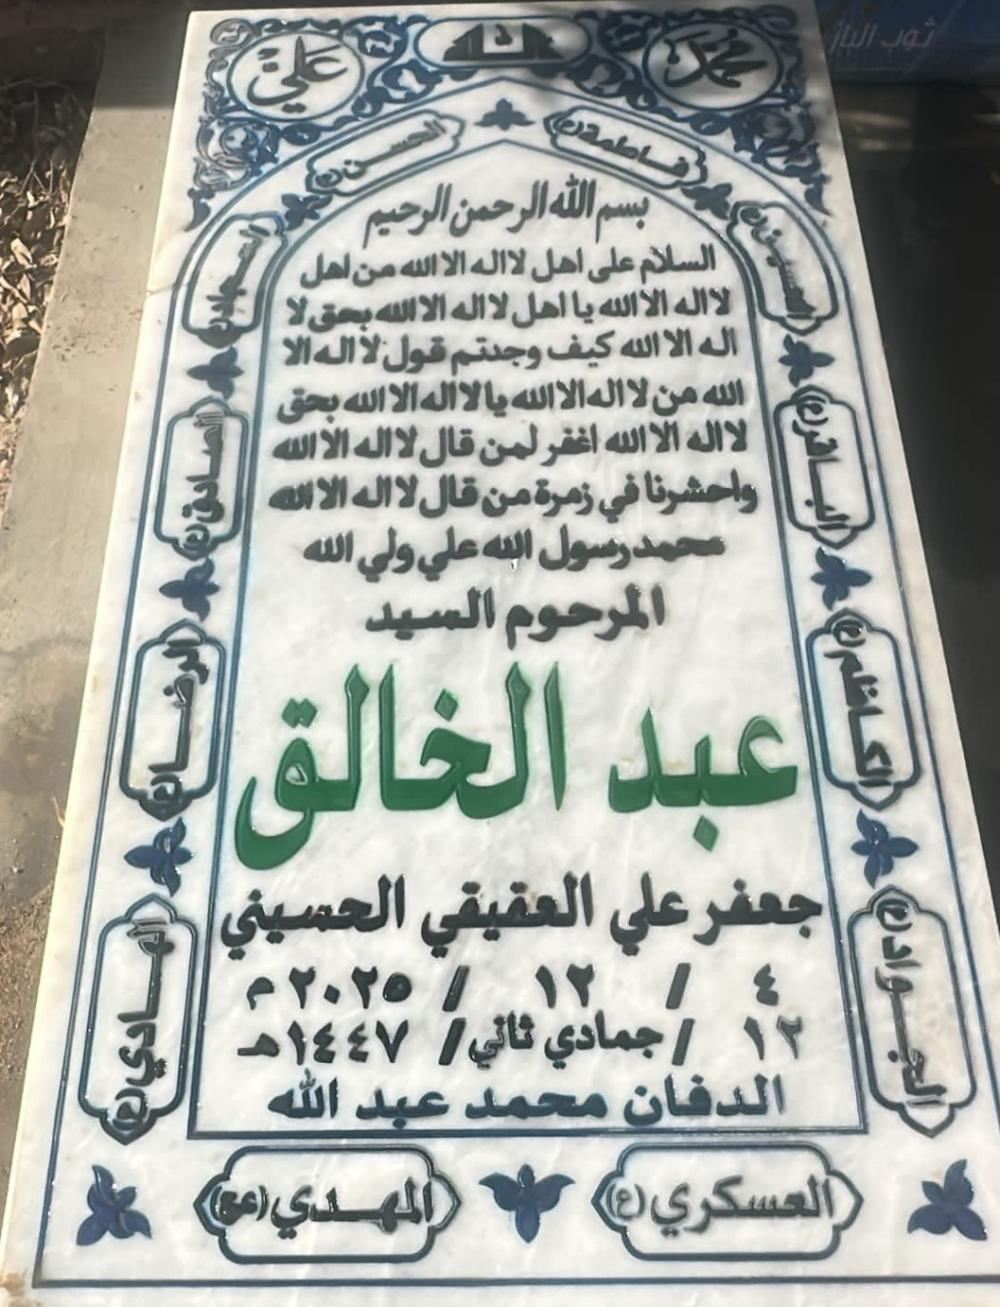 محمد
الله
علي
فاطمة (ع)
الحسن (ع)
الحسين (ع)
السجاد (ع)
الباقر (ع)
الصادق (ع)
الكاظم (ع)
الرضا (ع)
الجواد (ع)
الهادي (ع)
العسكري (ع)
المهدي (عج)
بسم الله الرحمن الرحيم
السلام على اهل لا اله الا الله من اهل
لا اله الا الله يا اهل لا اله الا الله بحق لا
اله الا الله كيف وجدتم قول لا اله الا
الله من لا اله الا الله يا لا اله الا الله بحق
لا اله الا الله اغفر لمن قال لا اله الا الله
واحشرنا في زمرة من قال لا اله الا الله
محمد رسول الله علي ولي الله
المرحوم السيد
عبد الخالق
جعفر علي العقيقي الحسيني
٤ / ١٢ / ٢٠٢٥ م
١٢ / جمادي ثاني / ١٤٤٧ هـ
الدفان محمد عبد الله
ثوب الباز